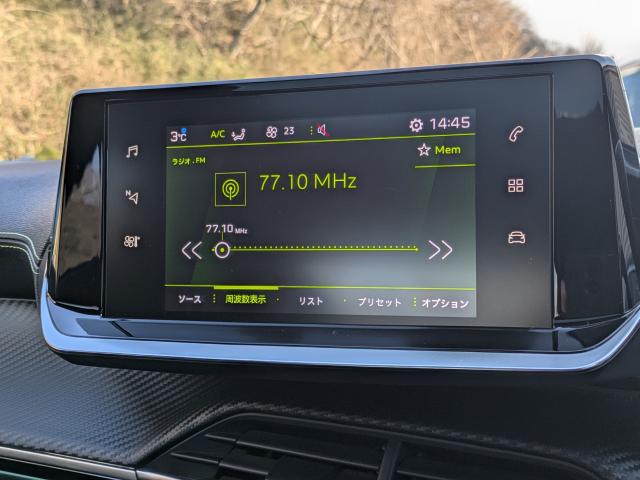 3℃ A/C 23 14:45
ラジオ . FM
Mem
77.10 MHz
77.10 MHz
N
ソース 周波数表示 リスト プリセット オプション